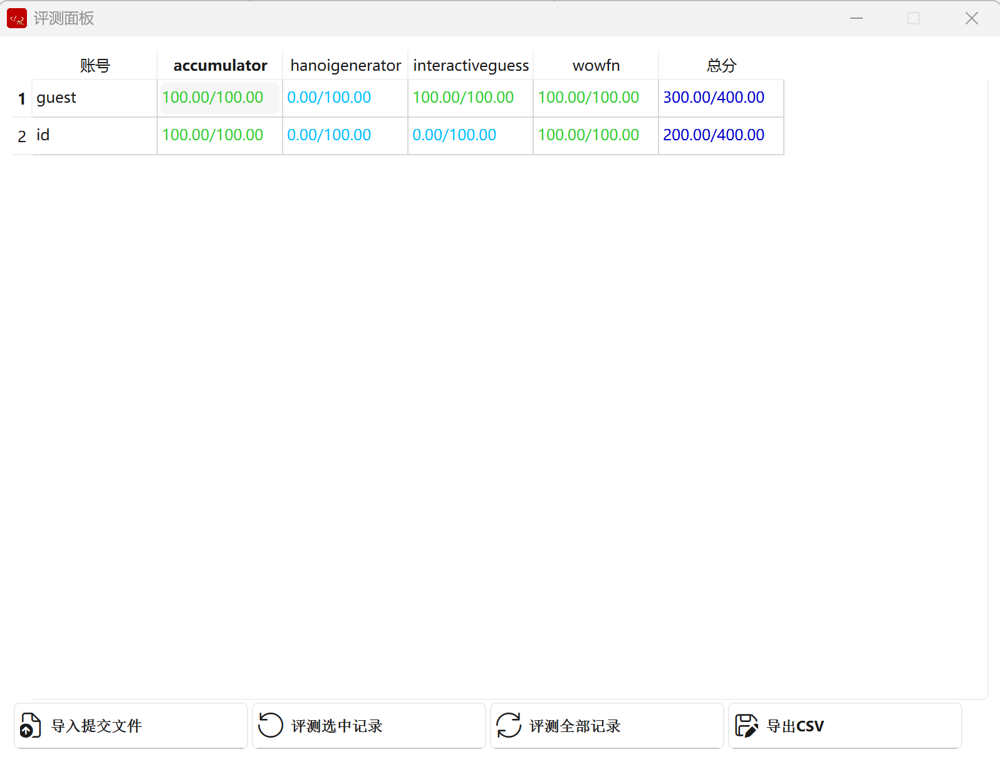 评测面板
账号 accumulator hanoigenerator interactiveguess wowfn 总分
1 guest 100.00/100.00 0.00/100.00 100.00/100.00 100.00/100.00 300.00/400.00
2 id 100.00/100.00 0.00/100.00 0.00/100.00 100.00/100.00 200.00/400.00
导入提交文件 评测选中记录 评测全部记录 导出CSV